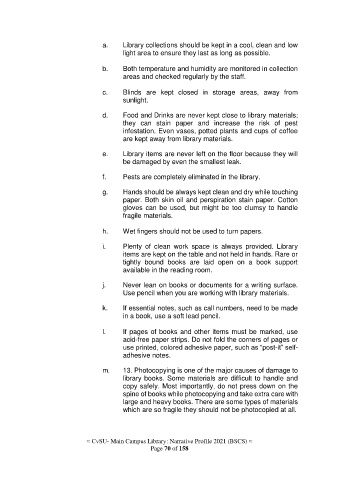 a. Library collections should be kept in a cool, clean and low
light area to ensure they last as long as possible.
b. Both temperature and humidity are monitored in collection
areas and checked regularly by the staff.
c. Blinds are kept closed in storage areas, away from
sunlight.
d. Food and Drinks are never kept close to library materials;
they can stain paper and increase the risk of pest
infestation. Even vases, potted plants and cups of coffee
are kept away from library materials.
e. Library items are never left on the floor because they will
be damaged by even the smallest leak.
f. Pests are completely eliminated in the library.
g. Hands should be always kept clean and dry while touching
paper. Both skin oil and perspiration stain paper. Cotton
gloves can be used, but might be too clumsy to handle
fragile materials.
h. Wet fingers should not be used to turn papers.
i. Plenty of clean work space is always provided. Library
items are kept on the table and not held in hands. Rare or
tightly bound books are laid open on a book support
available in the reading room.
j. Never lean on books or documents for a writing surface.
Use pencil when you are working with library materials.
k. If essential notes, such as call numbers, need to be made
in a book, use a soft lead pencil.
l. If pages of books and other items must be marked, use
acid-free paper strips. Do not fold the corners of pages or
use printed, colored adhesive paper, such as "post-it" self-
adhesive notes.
m. 13. Photocopying is one of the major causes of damage to
library books. Some materials are difficult to handle and
copy safely. Most importantly, do not press down on the
spine of books while photocopying and take extra care with
large and heavy books. There are some types of materials
which are so fragile they should not be photocopied at all.
≈ CvSU- Main Campus Library: Narrative Profile 2021 (BSCS) ≈
Page 70 of 158